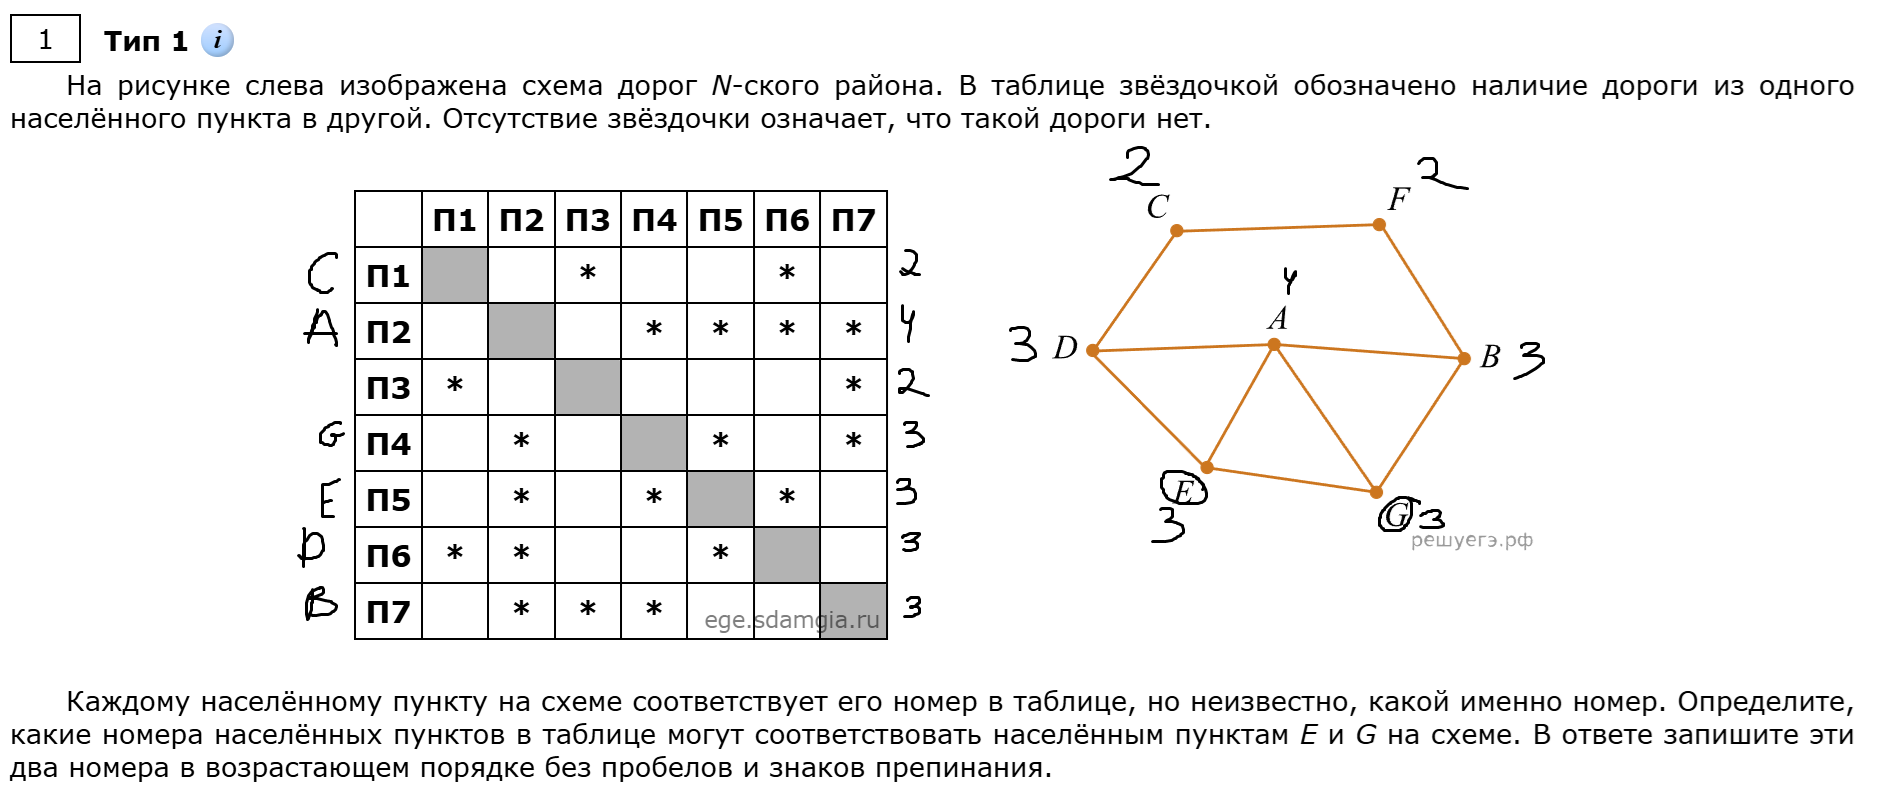 1 Тип 1 i
На рисунке слева изображена схема дорог N-ского района. В таблице звёздочкой обозначено наличие дороги из одного
населённого пункта в другой. Отсутствие звёздочки означает, что такой дороги нет.
П1 П2 П3 П4 П5 П6 П7
C П1 * * 2
A П2 * * * * 4
П3 * * 2
G П4 * * * 3
E П5 * * * 3
D П6 * * * 3
B П7 * * * 3
ege.sdamgia.ru
2 2
C F
4
A
3 D B 3
E G 3
3
решуегэ.рф
Каждому населённому пункту на схеме соответствует его номер в таблице, но неизвестно, какой именно номер. Определите,
какие номера населённых пунктов в таблице могут соответствовать населённым пунктам E и G на схеме. В ответе запишите эти
два номера в возрастающем порядке без пробелов и знаков препинания.